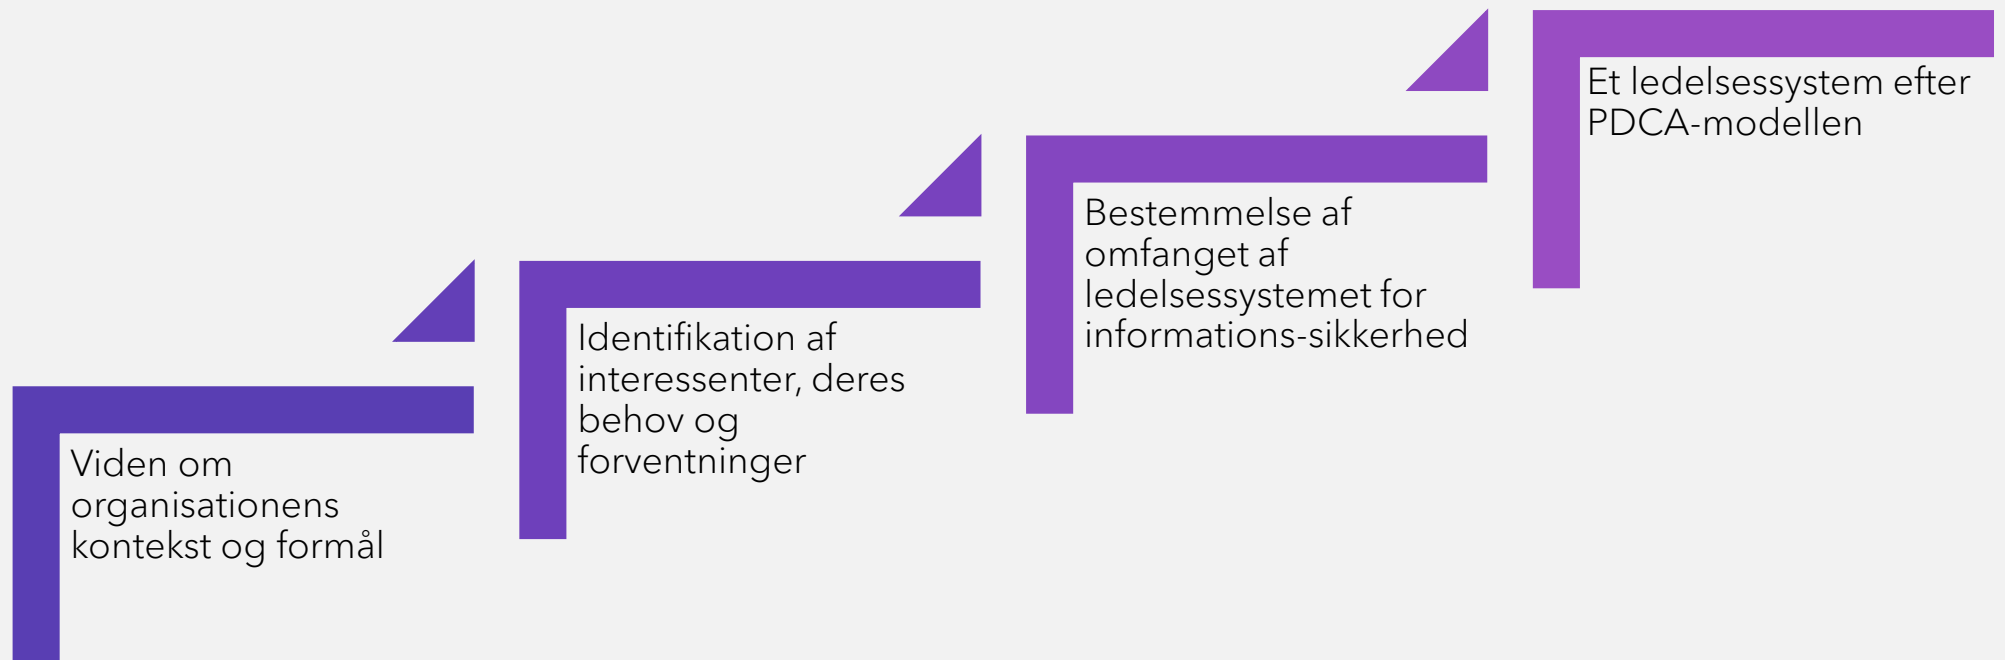 Viden om
organisationens
kontekst og formål
Identifikation af
interessenter, deres
behov og
forventninger
Bestemmelse af
omfanget af
ledelsessystemet for
informations-sikkerhed
Et ledelsessystem efter
PDCA-modellen